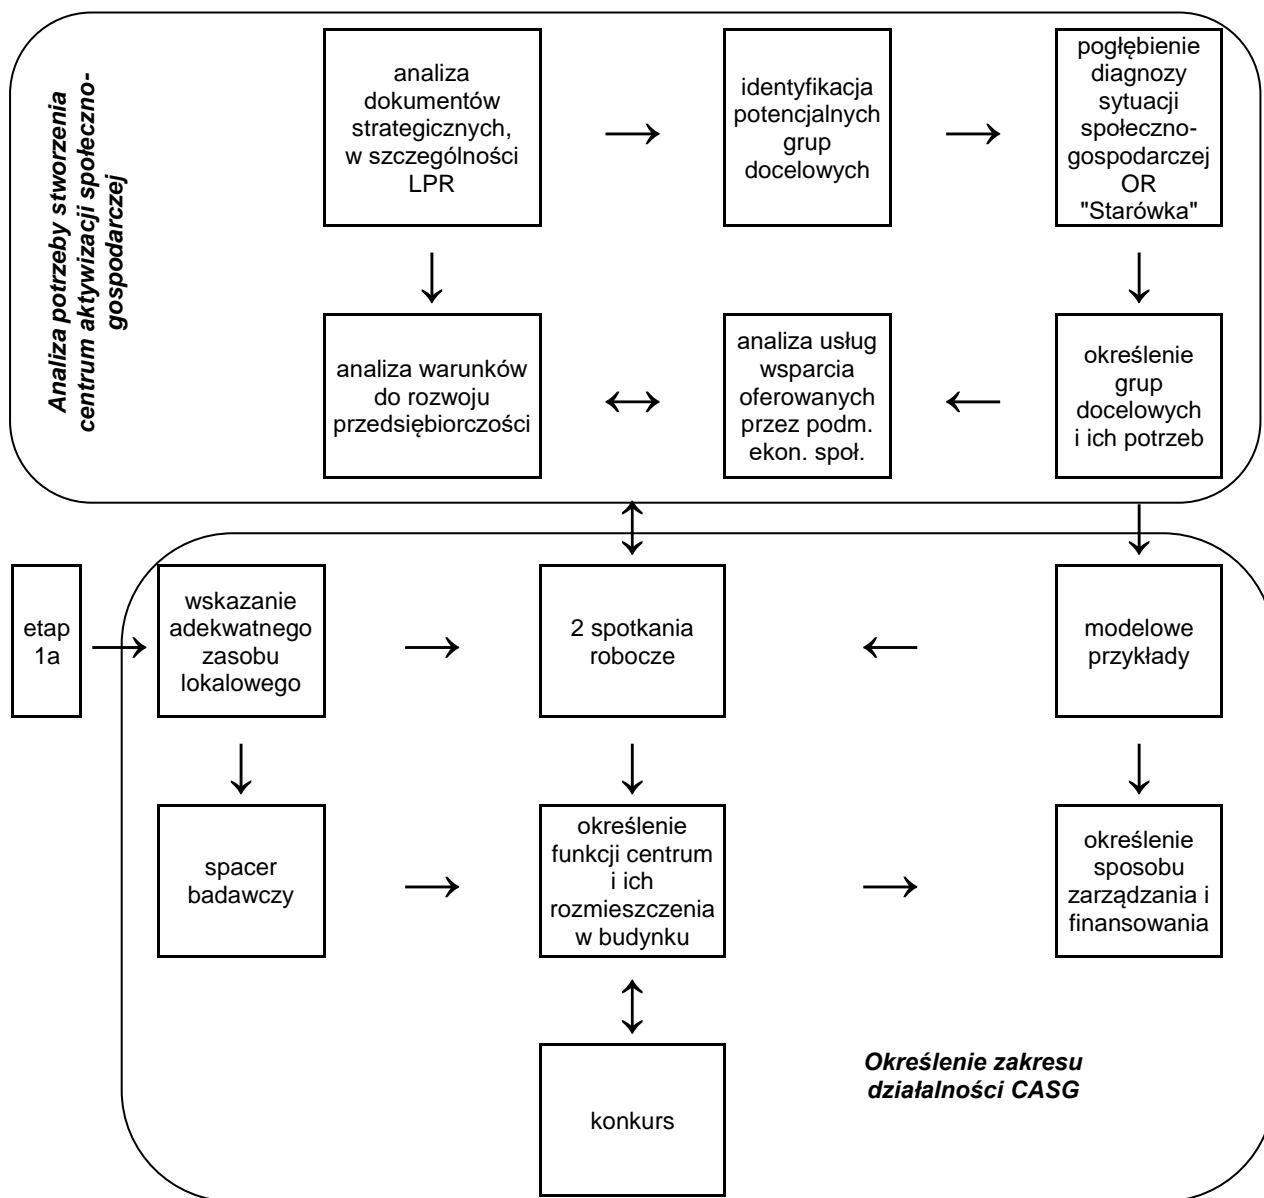 Analiza potrzeby stworzenia
centrum aktywizacji społeczno-
gospodarczej
analiza
dokumentów
strategicznych,
w szczególności
LPR
identyfikacja
potencjalnych
grup
docelowych
pogłębienie
diagnozy
sytuacji
społeczno-
gospodarczej
OR
"Starówka"
analiza warunków
do rozwoju
przedsiębiorczości
analiza usług
wsparcia
oferowanych
przez podm.
ekon. społ.
określenie
grup
docelowych
i ich potrzeb
etap
1a
wskazanie
adekwatnego
zasobu
lokalowego
2 spotkania
robocze
modelowe
przykłady
spacer
badawczy
określenie
funkcji centrum
i ich
rozmieszczenia
w budynku
określenie
sposobu
zarządzania i
finansowania
konkurs
Określenie zakresu
działalności CASG